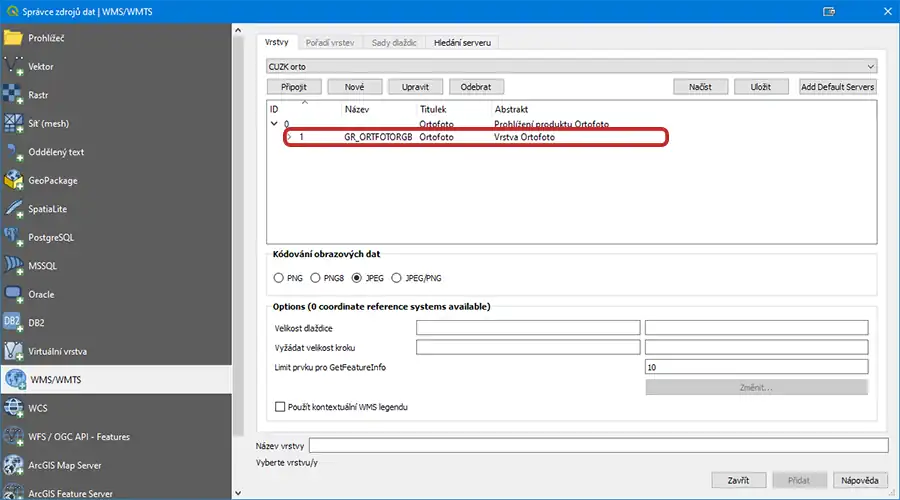 Správce zdrojů dat | WMS/WMTS
Prohlížeč
Vektor
Rastr
Síť (mesh)
Oddělený text
GeoPackage
SpatiaLite
PostgreSQL
MSSQL
Oracle
DB2
DB2
Virtuální vrstva
WMS/WMTS
WCS
WFS / OGC API - Features
ArcGIS Map Server
ArcGIS Feature Server
Vrstvy Pořadí vrstev Sady dlaždic Hledání serveru
CUZK orto
Připojit Nové Upravit Odebrat Načíst Uložit Add Default Servers
ID Název Titulek Abstrakt
0 Ortofoto Prohlížení produktu Ortofoto
1 GR_ORTFOTORGB Ortofoto Vrstva Ortofoto
Kódování obrazových dat
PNG PNG8 JPEG JPEG/PNG
Options (0 coordinate reference systems available)
Velikost dlaždice
Vyžádat velikost kroku
Limit prvku pro GetFeatureInfo 10
Změnit...
Použít kontextuální WMS legendu
Název vrstvy
Vyberte vrstvu/y
Zavřít Přidat Nápověda